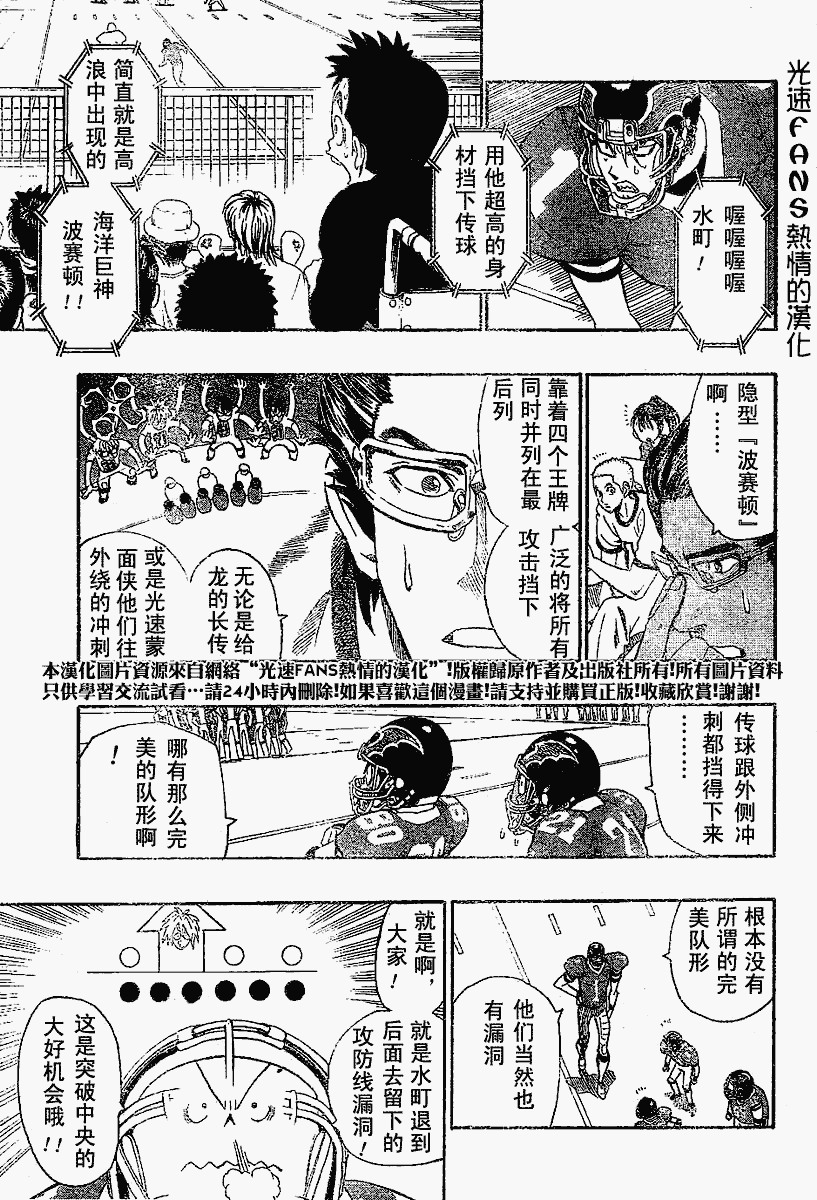 光速FANS熱情的漢化
喔喔喔喔
水町！
用他超高的身
材挡下传球
简直就是高
浪中出现的
海洋巨神
波赛顿！！
隐型『波赛顿』
啊……
靠着四个王牌
同时并列在最
后列
广泛的将所有
攻击挡下
无论是给
龙的长传
或是光速蒙
面侠他们往
外绕的冲刺
本漢化圖片資源來自網絡“光速FANS熱情的漢化”!版權歸原作者及出版社所有!所有圖片資料
只供學習交流試看…請24小時內刪除!如果喜歡這個漫畫!請支持並購買正版!收藏欣賞!謝謝!
传球跟外侧冲
刺都挡得下来
………
哪有那么完
美的队形啊
！
80
21
根本没有
所谓的完
美队形
他们当然也
有漏洞
就是啊，
大家！
就是水町退到
后面去留下的
攻防线漏洞！
这是突破中央的
大好机会哦！！